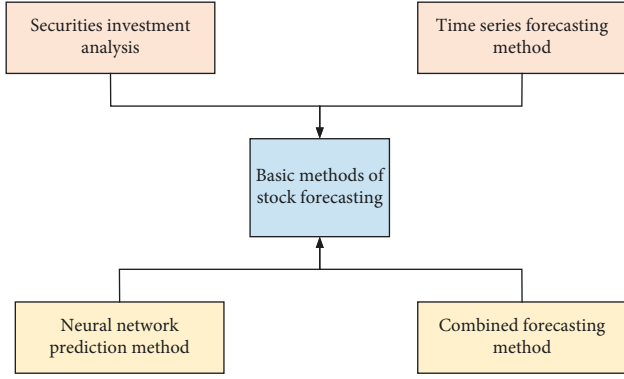 Securities investment
analysis
Time series forecasting
method
Basic methods of
stock forecasting
Neural network
prediction method
Combined forecasting
method